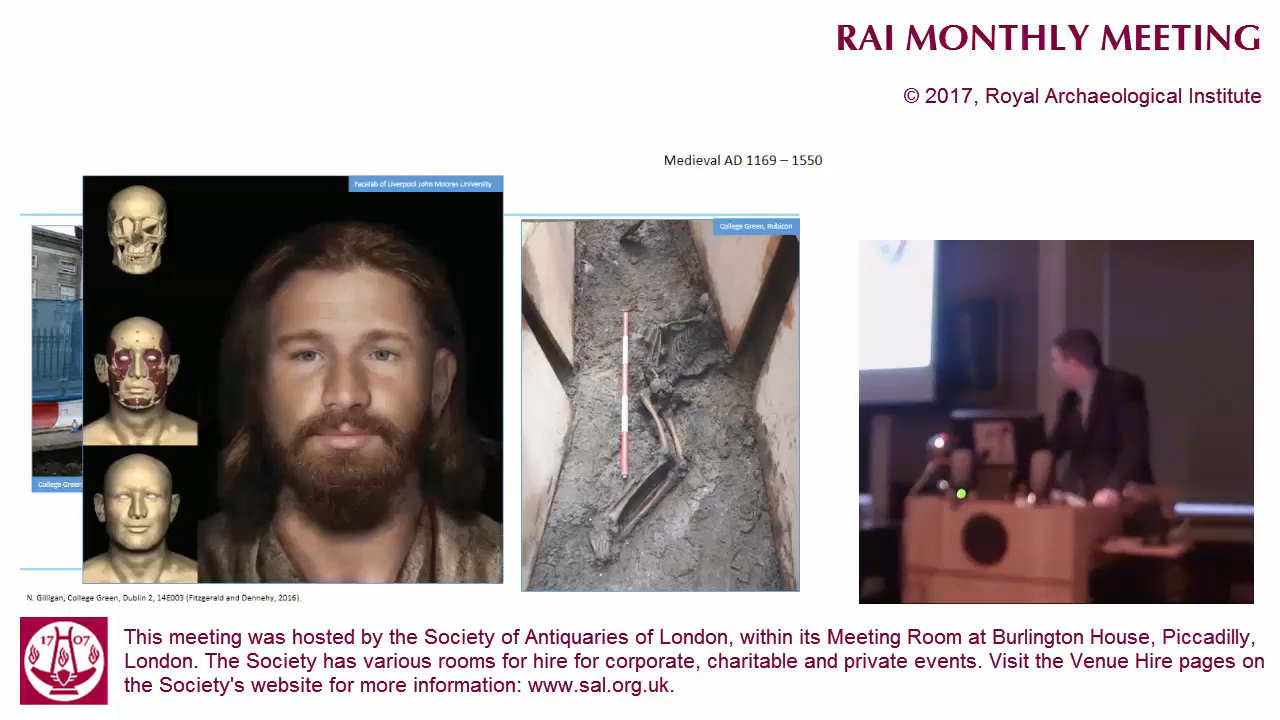 RAI MONTHLY MEETING
© 2017, Royal Archaeological Institute
Medieval AD 1169 – 1550
Facelab of Liverpool John Moores University
College Green, Rubicon
College Green
N. Gilligan, College Green, Dublin 2, 14E003 (Fitzgerald and Dennehy, 2016).
1707
This meeting was hosted by the Society of Antiquaries of London, within its Meeting Room at Burlington House, Piccadilly,
London. The Society has various rooms for hire for corporate, charitable and private events. Visit the Venue Hire pages on
the Society's website for more information: www.sal.org.uk.